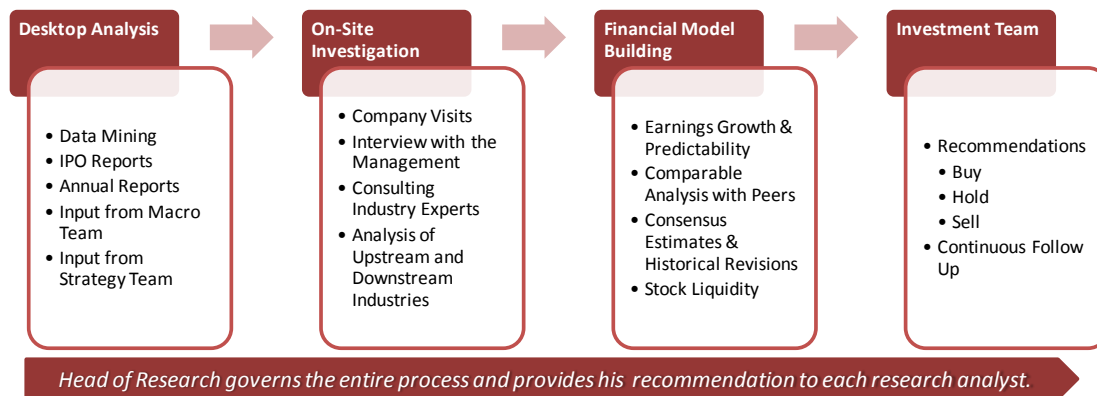 Desktop Analysis
• Data Mining
• IPO Reports
• Annual Reports
• Input from Macro
Team
• Input from
Strategy Team
On-Site
Investigation
• Company Visits
• Interview with the
Management
• Consulting
Industry Experts
• Analysis of
Upstream and
Downstream
Industries
Financial Model
Building
• Earnings Growth &
Predictability
• Comparable
Analysis with Peers
• Consensus
Estimates &
Historical Revisions
• Stock Liquidity
Investment Team
• Recommendations
• Buy
• Hold
• Sell
• Continuous Follow
Up
Head of Research governs the entire process and provides his recommendation to each research analyst.